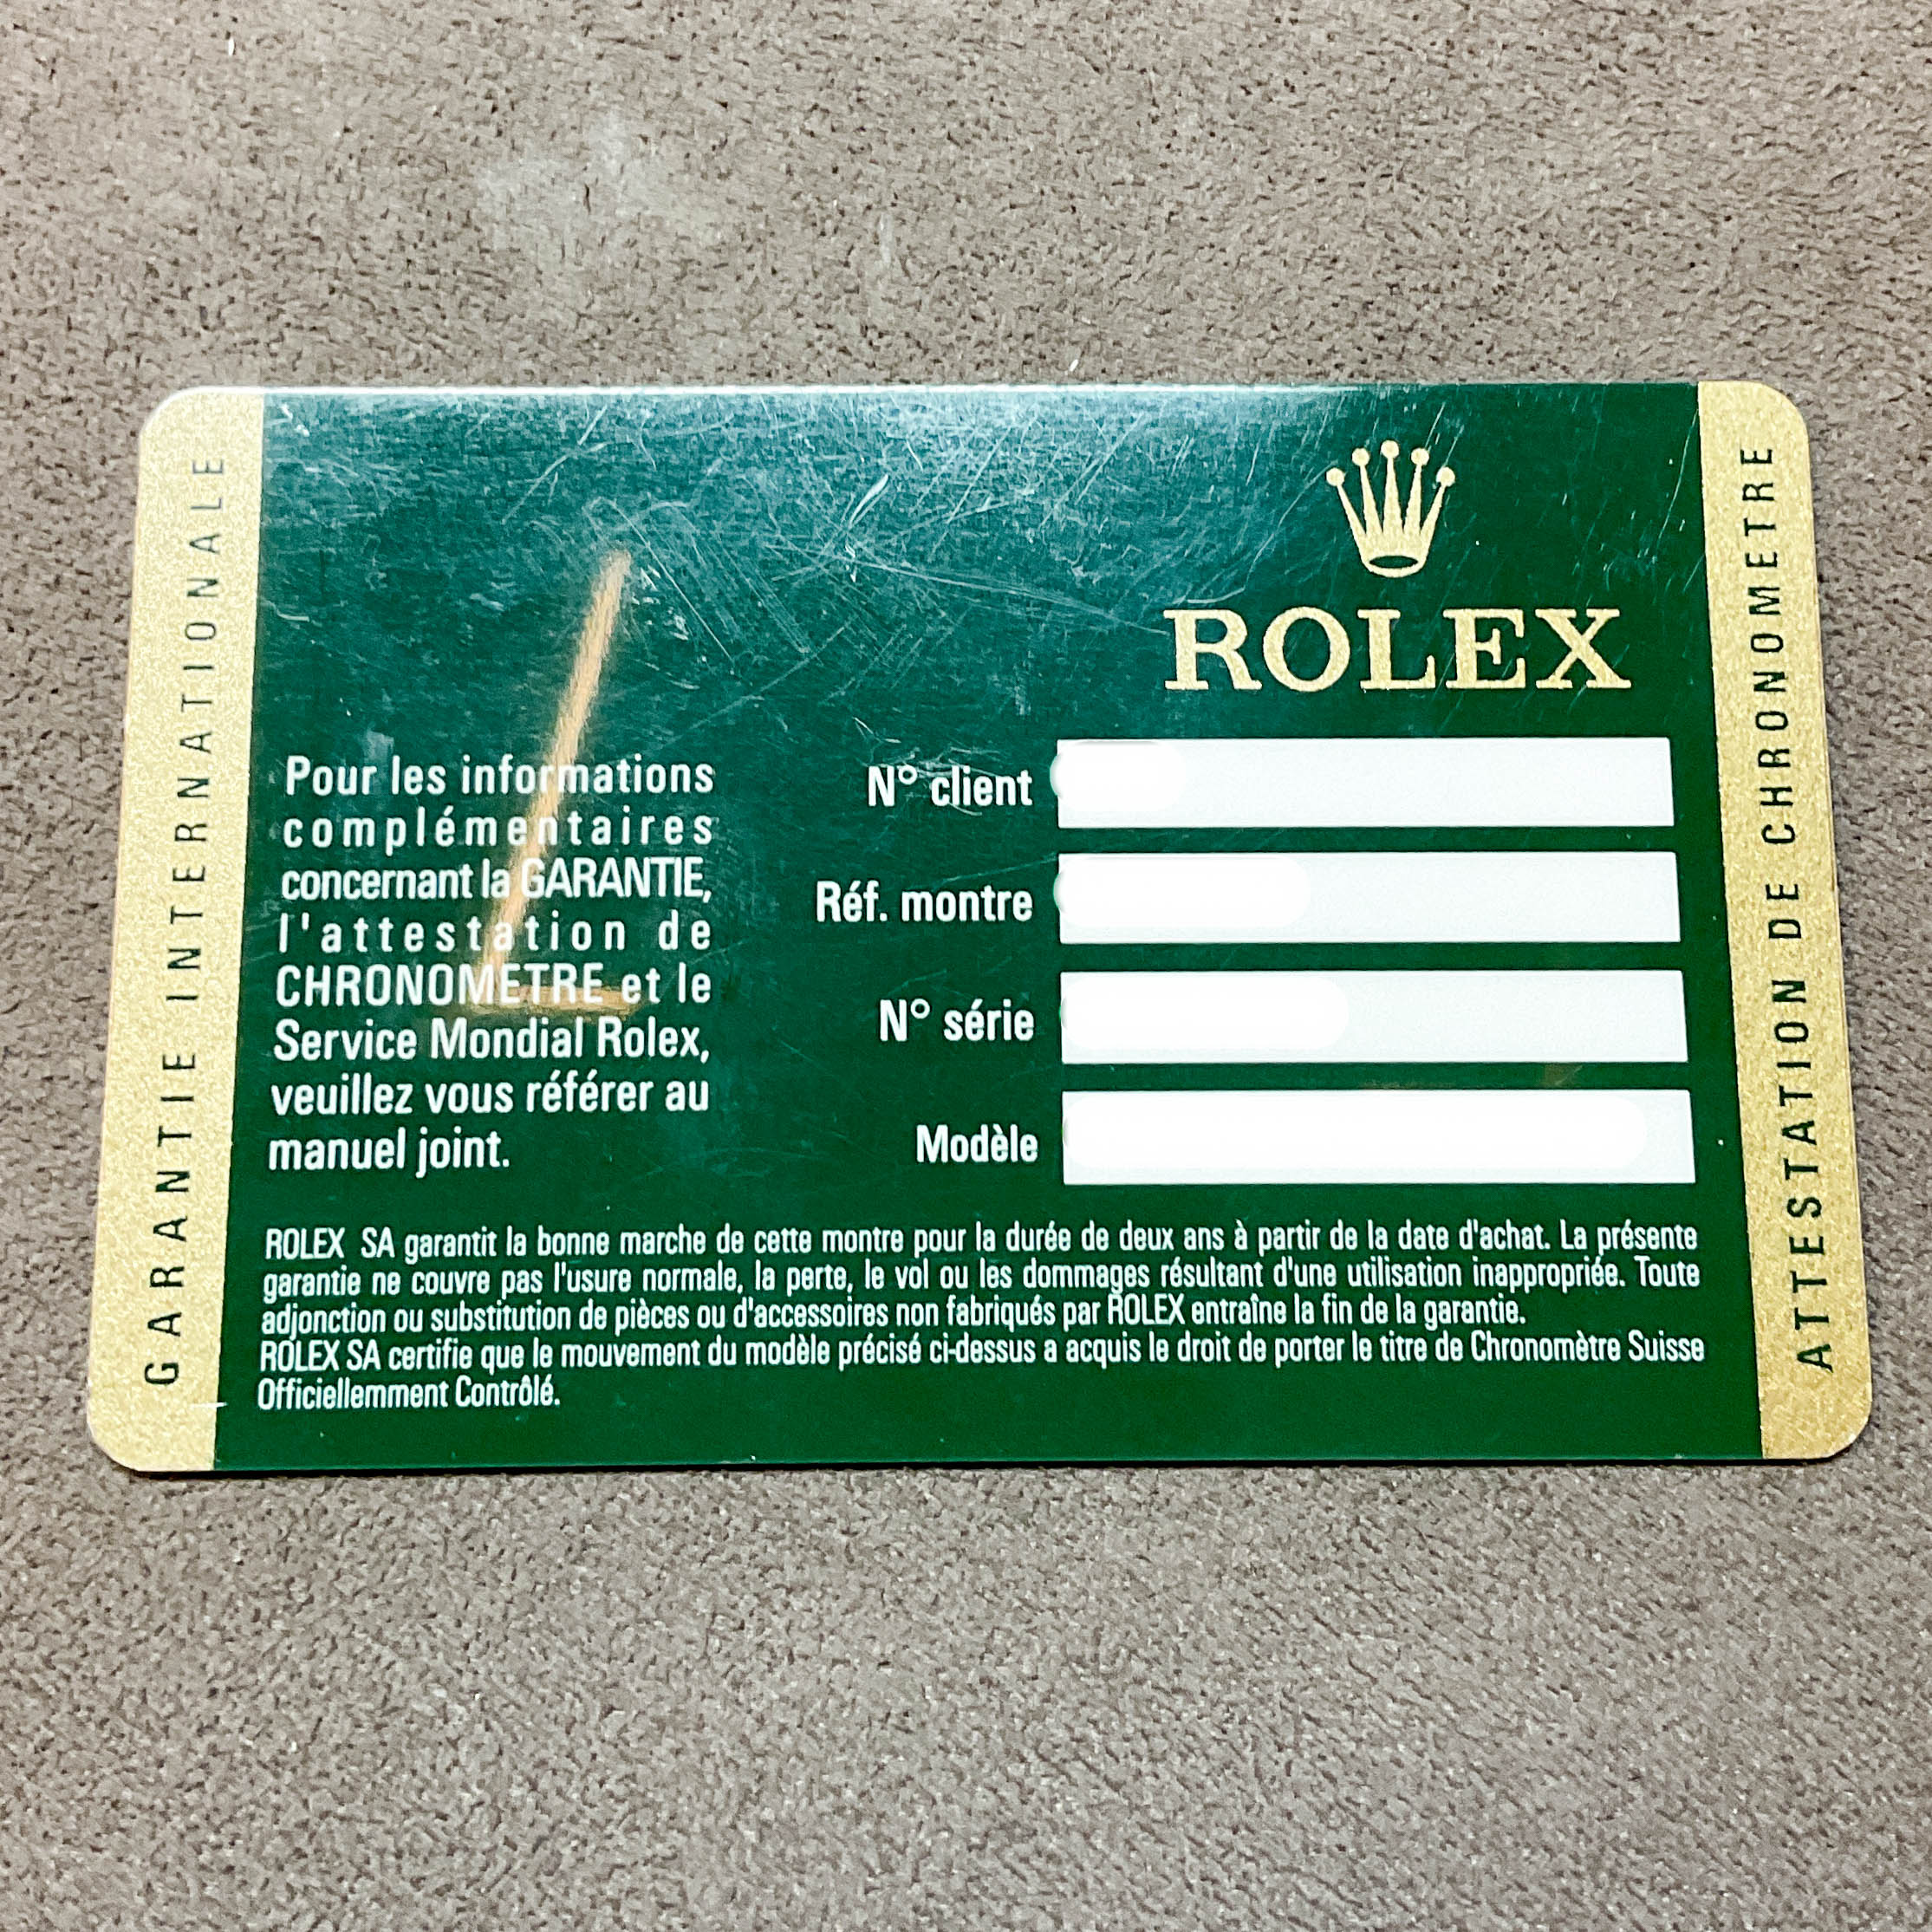 GARANTIE INTERNATIONALE
ROLEX
Pour les informations
complémentaires
concernant la GARANTIE,
l'attestation de
CHRONOMETRE et le
Service Mondial Rolex,
veuillez vous référer au
manuel joint.
N° client
Réf. montre
N° série
Modèle
ROLEX SA garantit la bonne marche de cette montre pour la durée de deux ans à partir de la date d'achat. La présente
garantie ne couvre pas l'usure normale, la perte, le vol ou les dommages résultant d'une utilisation inappropriée. Toute
adjonction ou substitution de pièces ou d'accessoires non fabriqués par ROLEX entraîne la fin de la garantie.
ROLEX SA certifie que le mouvement du modèle précisé ci-dessus a acquis le droit de porter le titre de Chronomètre Suisse
Officiellemment Contrôlé.
ATTESTATION DE CHRONOMETRE